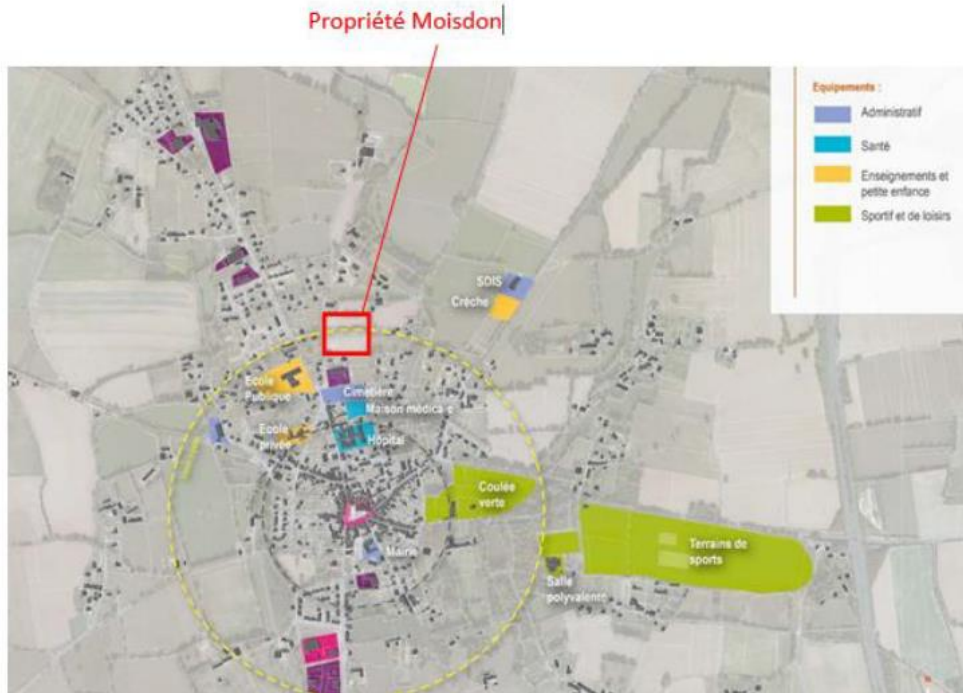 Propriété Moisdon
Equipements :
Administratif
Santé
Enseignements et
petite enfance
Sportif et de loisirs
SDIS
Crèche
Ecole
Publique
Cimetière
Maison médicale
Ecole
privée
Hôpital
Coulée
verte
Mairie
Terrains de
sports
Salle
polyvalente